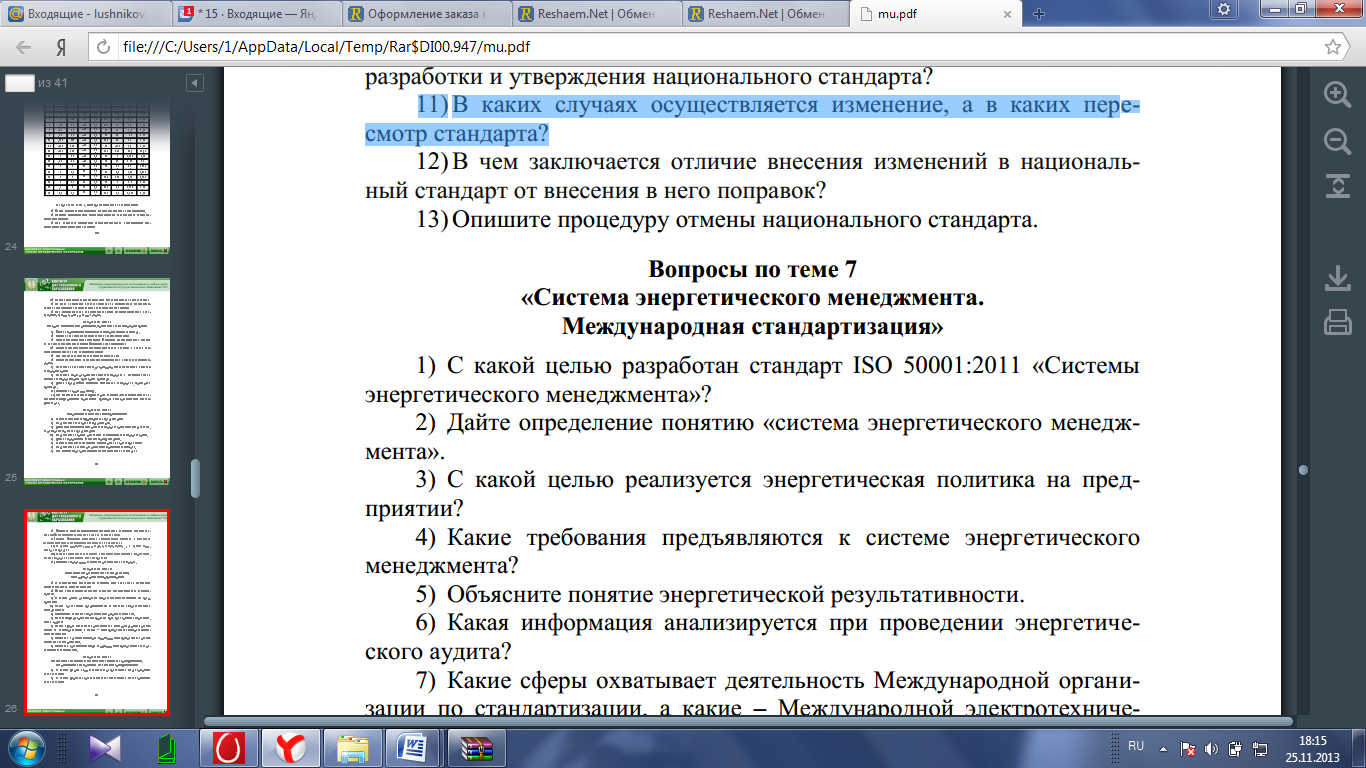 Входящие - lushnikov
* 15 · Входящие — Ян
Оформление заказа
Reshaem.Net | Обмен
Reshaem.Net | Обмен
mu.pdf
file:///C:/Users/1/AppData/Local/Temp/Rar$DI00.947/mu.pdf
из 41
24
25
26
разработки и утверждения национального стандарта?
11) В каких случаях осуществляется изменение, а в каких пере-
смотр стандарта?
12) В чем заключается отличие внесения изменений в националь-
ный стандарт от внесения в него поправок?
13) Опишите процедуру отмены национального стандарта.
Вопросы по теме 7
«Система энергетического менеджмента.
Международная стандартизация»
1) С какой целью разработан стандарт ISO 50001:2011 «Системы
энергетического менеджмента»?
2) Дайте определение понятию «система энергетического менедж-
мента».
3) С какой целью реализуется энергетическая политика на пред-
приятии?
4) Какие требования предъявляются к системе энергетического
менеджмента?
5) Объясните понятие энергетической результативности.
6) Какая информация анализируется при проведении энергетиче-
ского аудита?
7) Какие сферы охватывает деятельность Международной органи-
зации по стандартизации, а какие – Международной электротехниче-
RU
18:15
25.11.2013